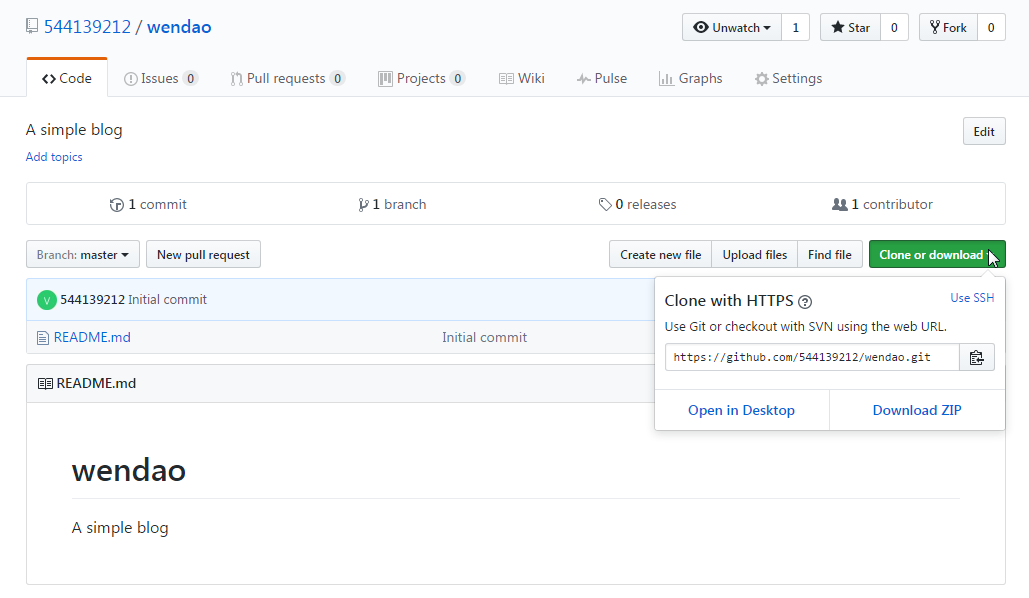 544139212 / wendao
Unwatch 1 Star 0 Fork 0
Code Issues 0 Pull requests 0 Projects 0 Wiki Pulse Graphs Settings
A simple blog
Edit
Add topics
1 commit 1 branch 0 releases 1 contributor
Branch: master New pull request Create new file Upload files Find file Clone or download
V 544139212 Initial commit
README.md Initial commit
Clone with HTTPS ? Use SSH
Use Git or checkout with SVN using the web URL.
https://github.com/544139212/wendao.git
Open in Desktop Download ZIP
README.md
wendao
A simple blog